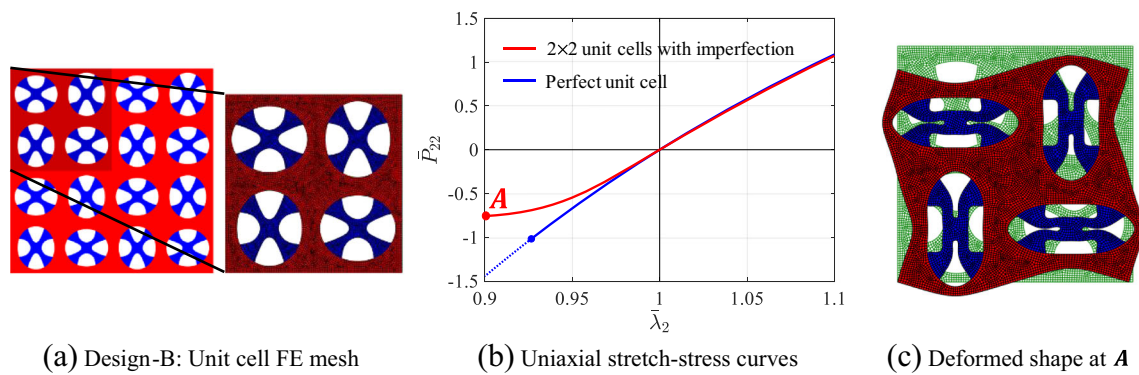 2×2 unit cells with imperfection
Perfect unit cell
1
0.5
0
-0.5
-1
-1.5
P̄₂₂
A
0.9
0.95
1
1.05
1.1
λ̄₂
(a) Design-B: Unit cell FE mesh
(b) Uniaxial stretch-stress curves
(c) Deformed shape at A